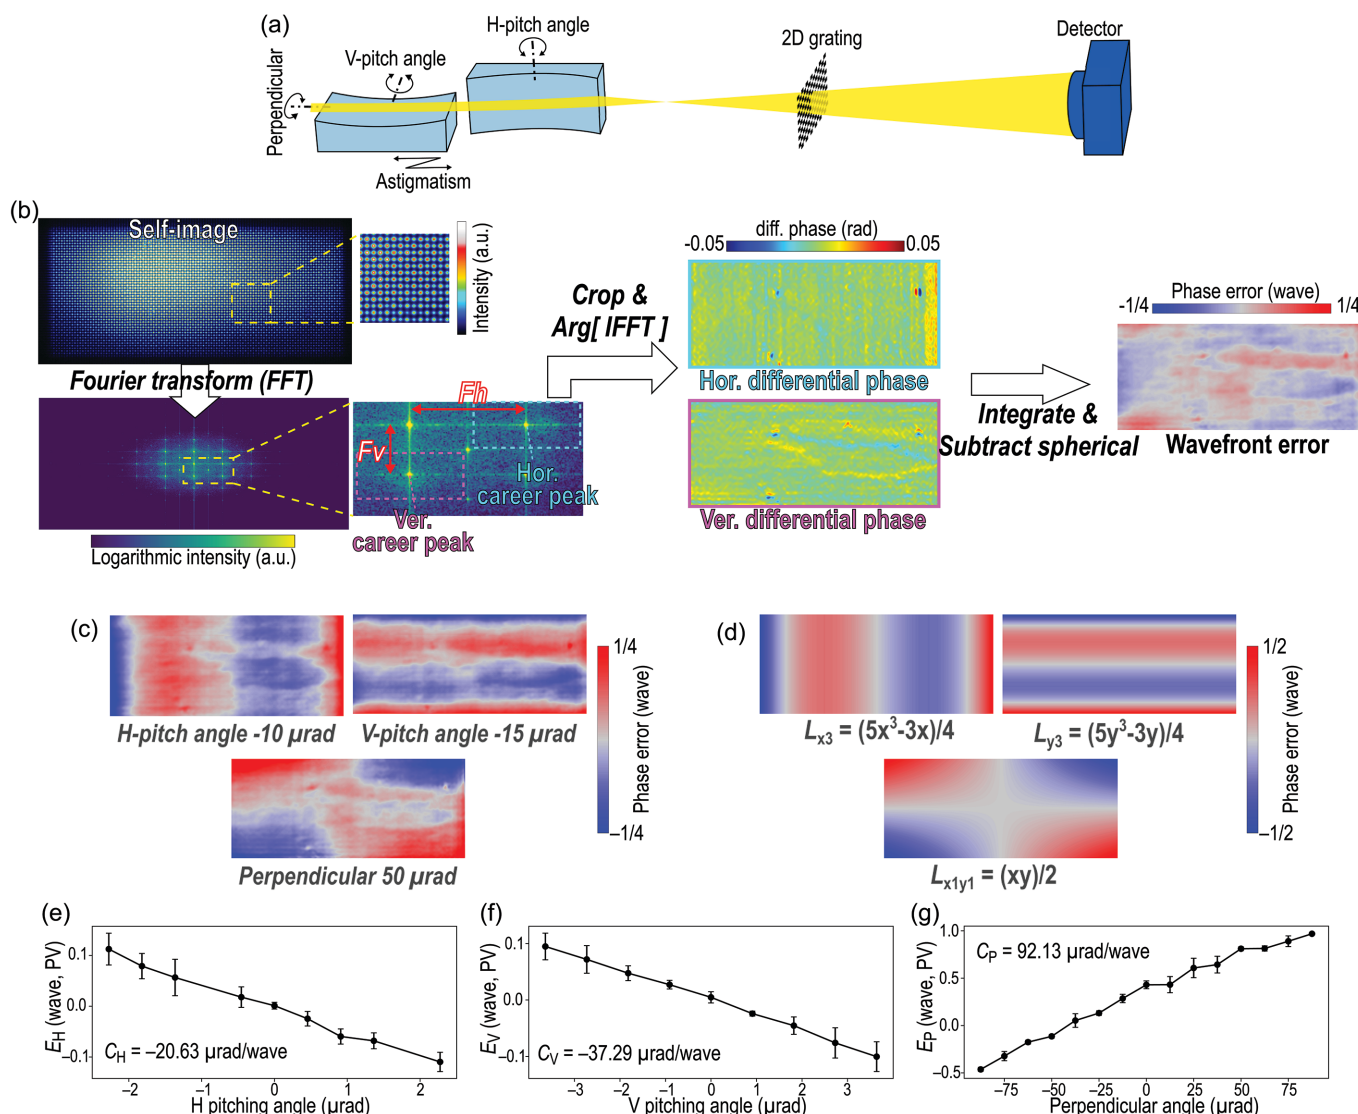 (a)
H-pitch angle
V-pitch angle
Perpendicular
Astigmatism
2D grating
Detector
(b)
Self-image
Intensity (a.u.)
Fourier transform (FFT)
Logarithmic intensity (a.u.)
Fh
Fv
Hor.
career peak
Ver.
career peak
Crop &
Arg[ IFFT ]
diff. phase (rad)
-0.05
0.05
Hor. differential phase
Ver. differential phase
Integrate &
Subtract spherical
Phase error (wave)
-1/4
1/4
Wavefront error
(c)
H-pitch angle -10 μrad
V-pitch angle -15 μrad
Perpendicular 50 μrad
1/4
Phase error (wave)
–1/4
(d)
Lx3 = (5x³-3x)/4
Ly3 = (5y³-3y)/4
Lx1y1 = (xy)/2
1/2
Phase error (wave)
–1/2
(e)
EH (wave, PV)
0.1
0.0
–0.1
CH = –20.63 μrad/wave
–2
–1
0
1
2
H pitching angle (μrad)
(f)
EV (wave, PV)
0.1
0.0
–0.1
CV = –37.29 μrad/wave
–3
–2
–1
0
1
2
3
V pitching angle (μrad)
(g)
EP (wave, PV)
1.0
0.5
0.0
–0.5
CP = 92.13 μrad/wave
–75
–50
–25
0
25
50
75
Perpendicular angle (μrad)